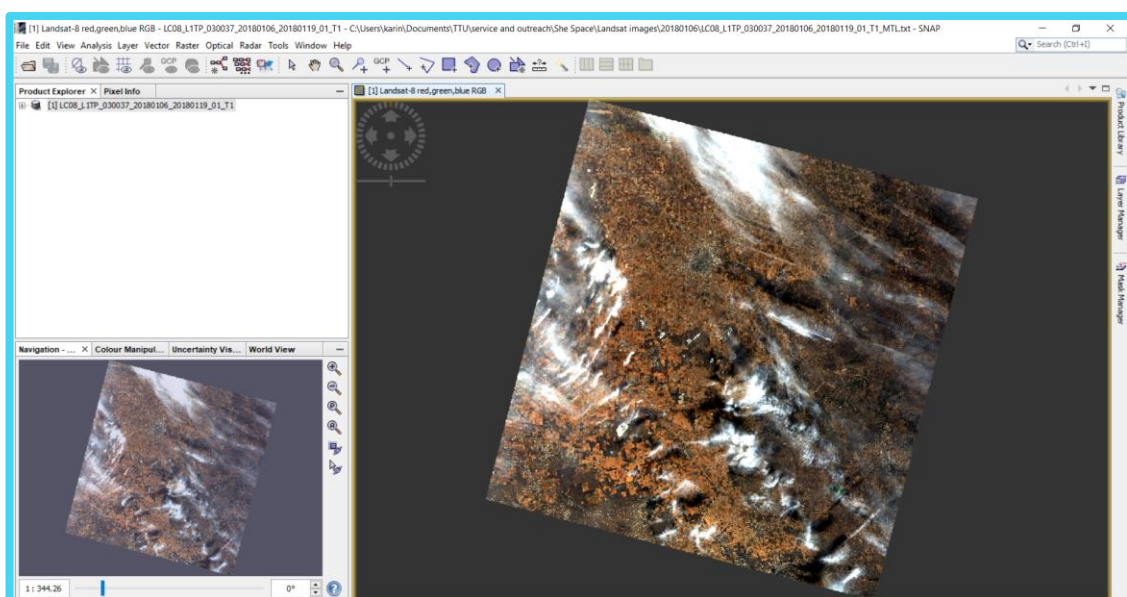 [1] Landsat-8 red,green,blue RGB - LC08_L1TP_030037_20180106_20180119_01_T1 - C:\Users\karin\Documents\TTU\service and outreach\She Space\Landsat images\20180106\LC08_L1TP_030037_20180106_20180119_01_T1_MTL.txt - SNAP
File Edit View Analysis Layer Vector Raster Optical Radar Tools Window Help
Search (Ctrl+I)
GCP GCP
Product Explorer Pixel Info
[1] Landsat-8 red,green,blue RGB
[1] LC08_L1TP_030037_20180106_20180119_01_T1
Product Library
Layer Manager
Mask Manager
Navigation - ... Colour Manipul... Uncertainty Vis... World View
1 : 344.26
0°